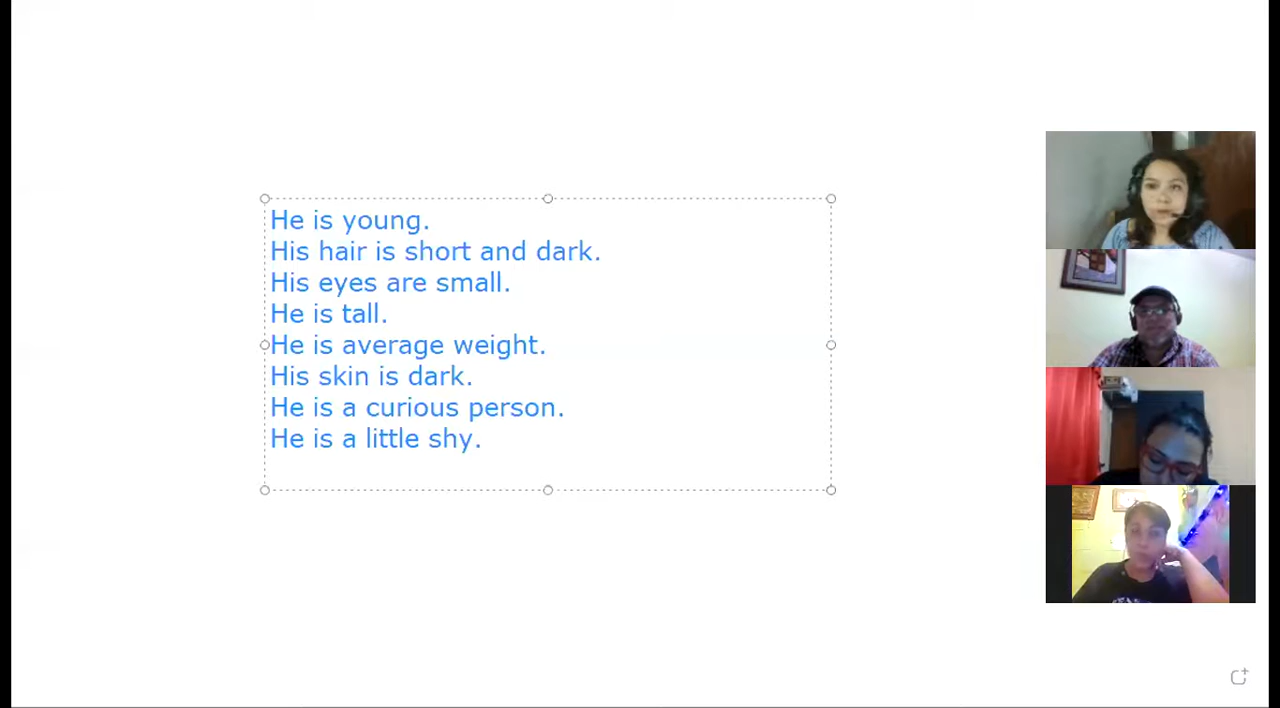 He is young.
His hair is short and dark.
His eyes are small.
He is tall.
He is average weight.
His skin is dark.
He is a curious person.
He is a little shy.